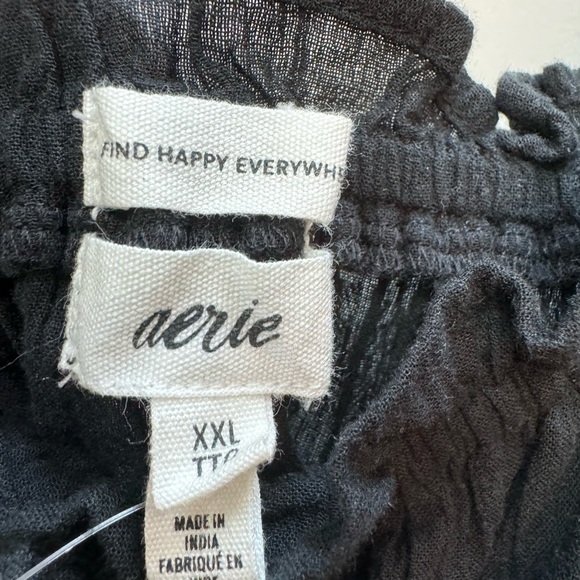 FIND HAPPY EVERYWH
aerie
XXL
MADE IN
INDIA
FABRIQUÉ EN